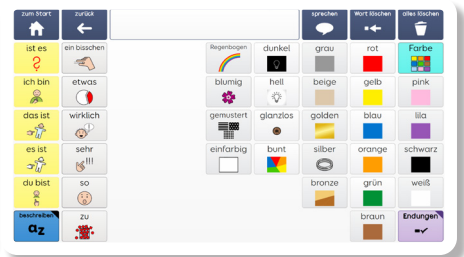 zum Start zurück sprechen Wort löschen alles löschen
ist es ein bisschen Regenbogen dunkel grau rot Farbe
ich bin etwas blumig hell beige gelb pink
das ist wirklich gemustert glanzlos golden blau lila
es ist sehr einfarbig bunt silber orange schwarz
!!!
du bist so bronze grün weiß
beschreiben zu braun Endungen
az